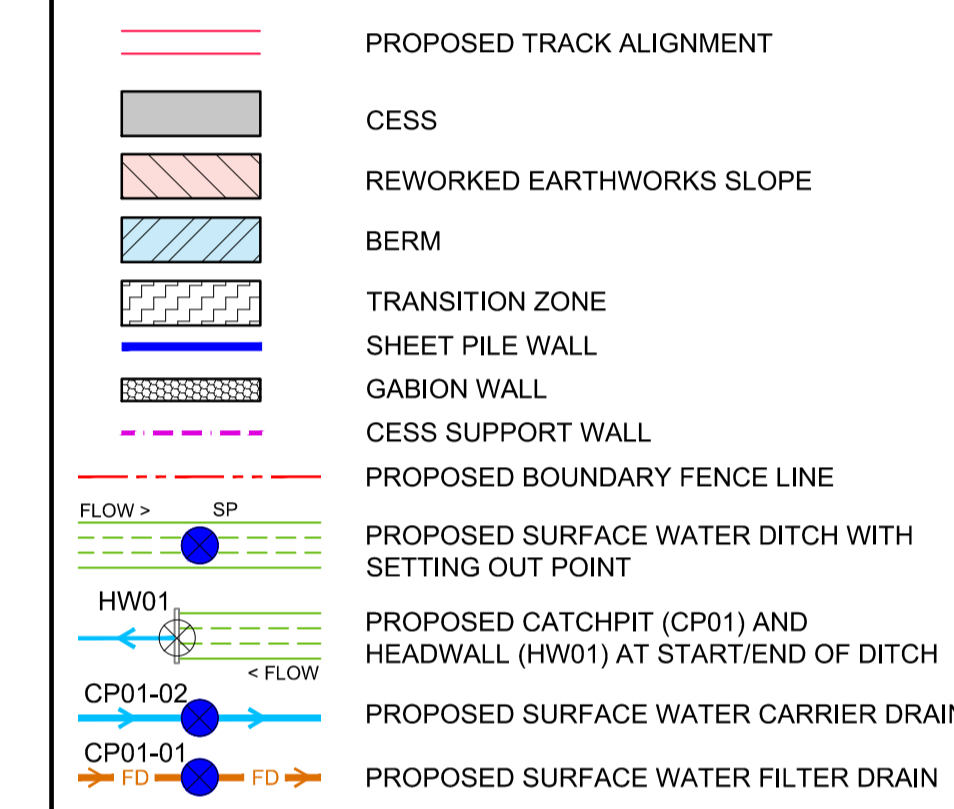 PROPOSED TRACK ALIGNMENT
CESS
REWORKED EARTHWORKS SLOPE
BERM
TRANSITION ZONE
SHEET PILE WALL
GABION WALL
CESS SUPPORT WALL
PROPOSED BOUNDARY FENCE LINE
FLOW > SP
PROPOSED SURFACE WATER DITCH WITH
SETTING OUT POINT
HW01
< FLOW
PROPOSED CATCHPIT (CP01) AND
HEADWALL (HW01) AT START/END OF DITCH
CP01-02
PROPOSED SURFACE WATER CARRIER DRAIN
CP01-01
FD FD
PROPOSED SURFACE WATER FILTER DRAIN